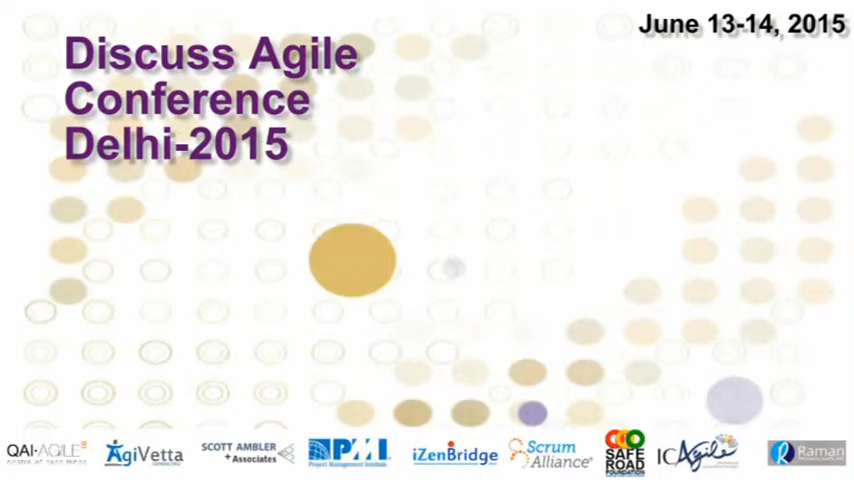 June 13-14, 2015
Discuss Agile
Conference
Delhi-2015
QAI-AGILE
AgiVetta
CONSULTING
SCOTT AMBLER
+ Associates
PMI
Project Management Institute
iZenBridge
Scrum
Alliance®
SAFE
ROAD
FOUNDATION
ICAgile
Raman